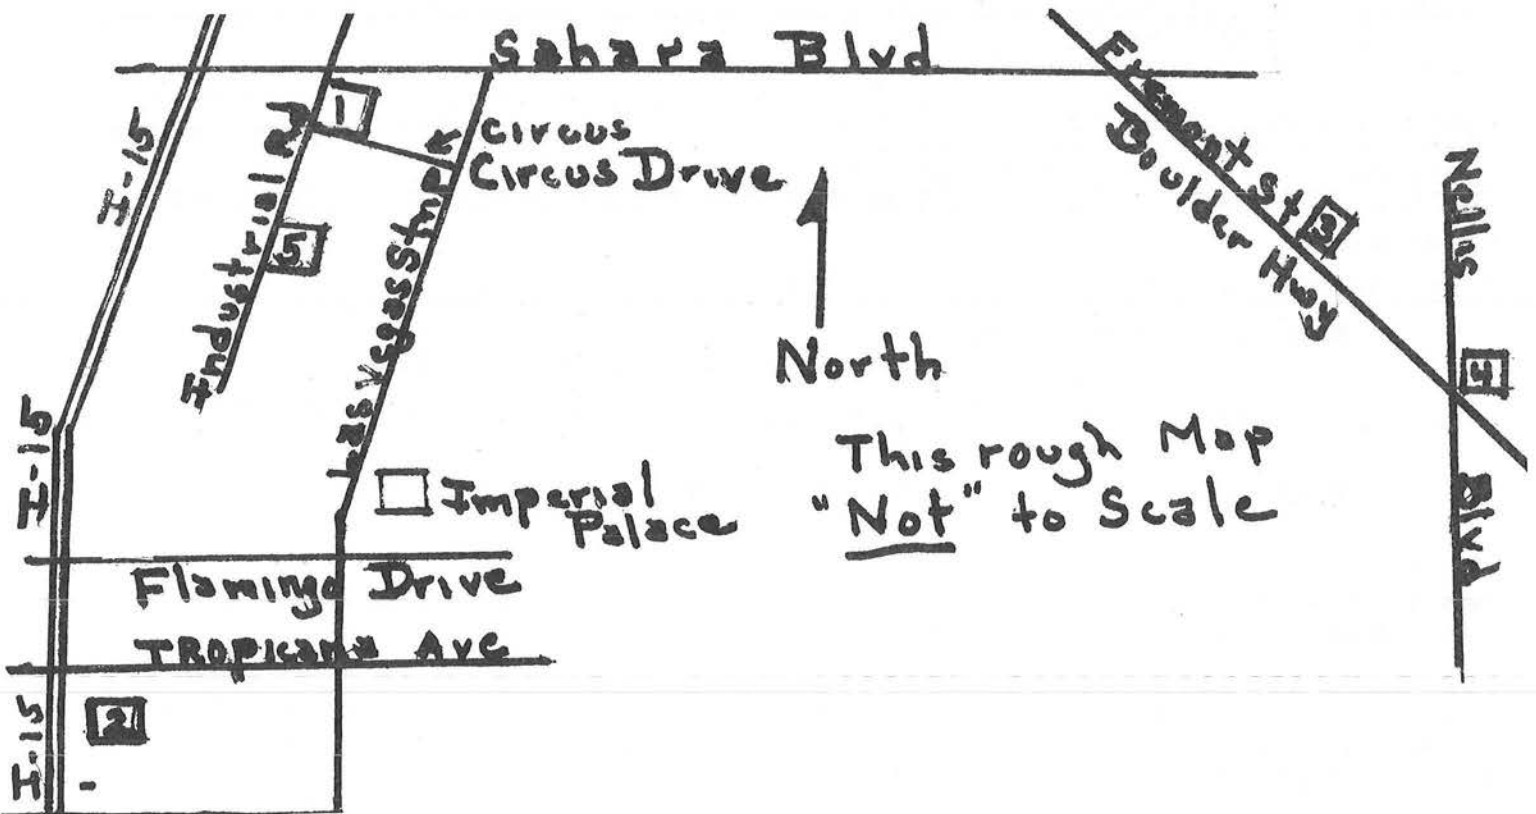 Sahara Blvd
Fremont St
Boulder Hwy
I-15
Industrial Rd
1
Circus
Circus Drive
Las Vegas Strip
5
3
Nellis
Blvd
4
North
This rough Map
"Not" to Scale
I-15
Imperial
Palace
Flamingo Drive
TROPICANA Ave
2
I-15